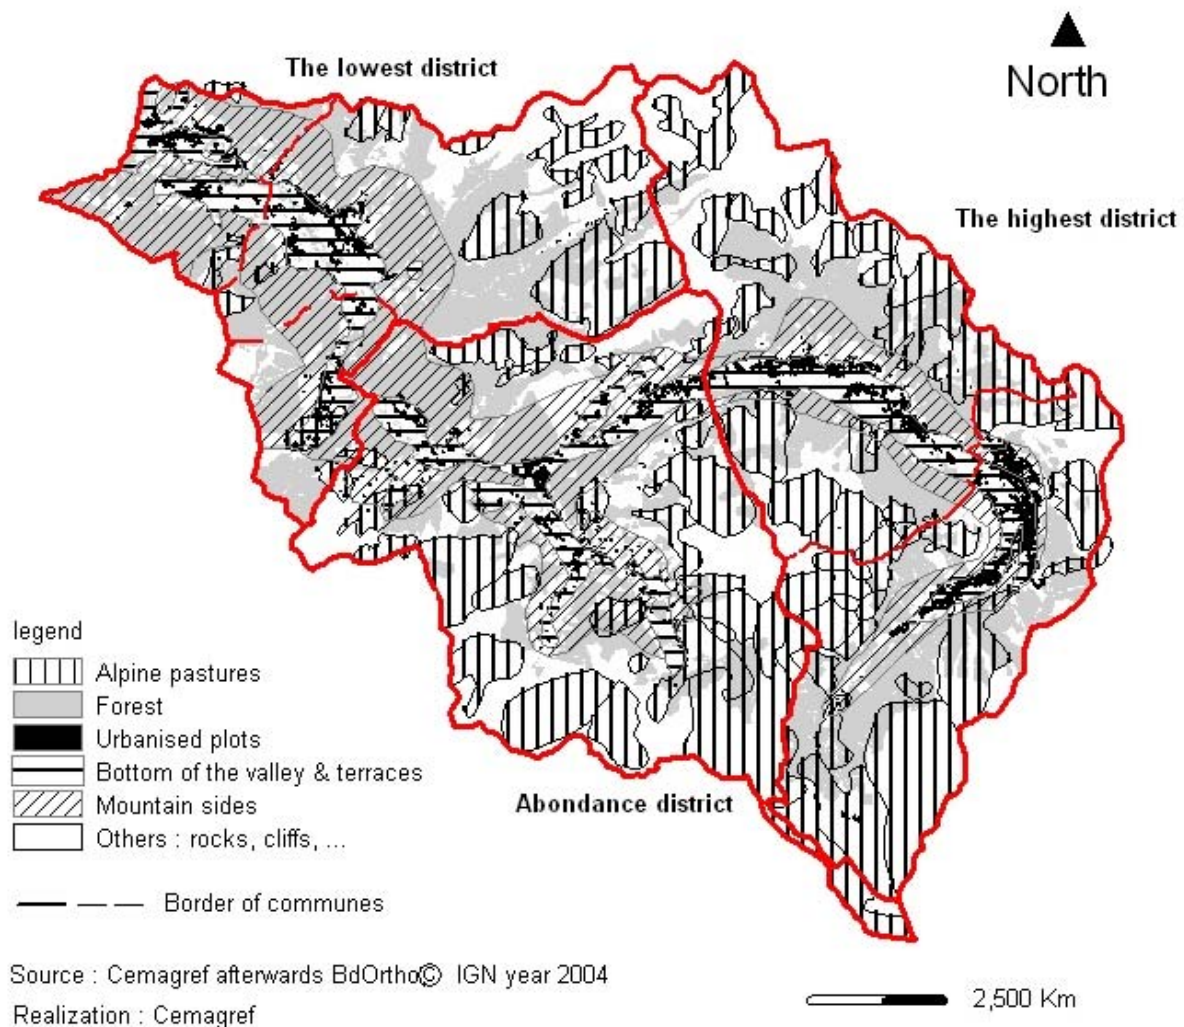 North
The lowest district
The highest district
Abondance district
legend
Alpine pastures
Forest
Urbanised plots
Bottom of the valley & terraces
Mountain sides
Others : rocks, cliffs, ...
Border of communes
Source : Cemagref afterwards BdOrtho© IGN year 2004
Realization : Cemagref
2,500 Km